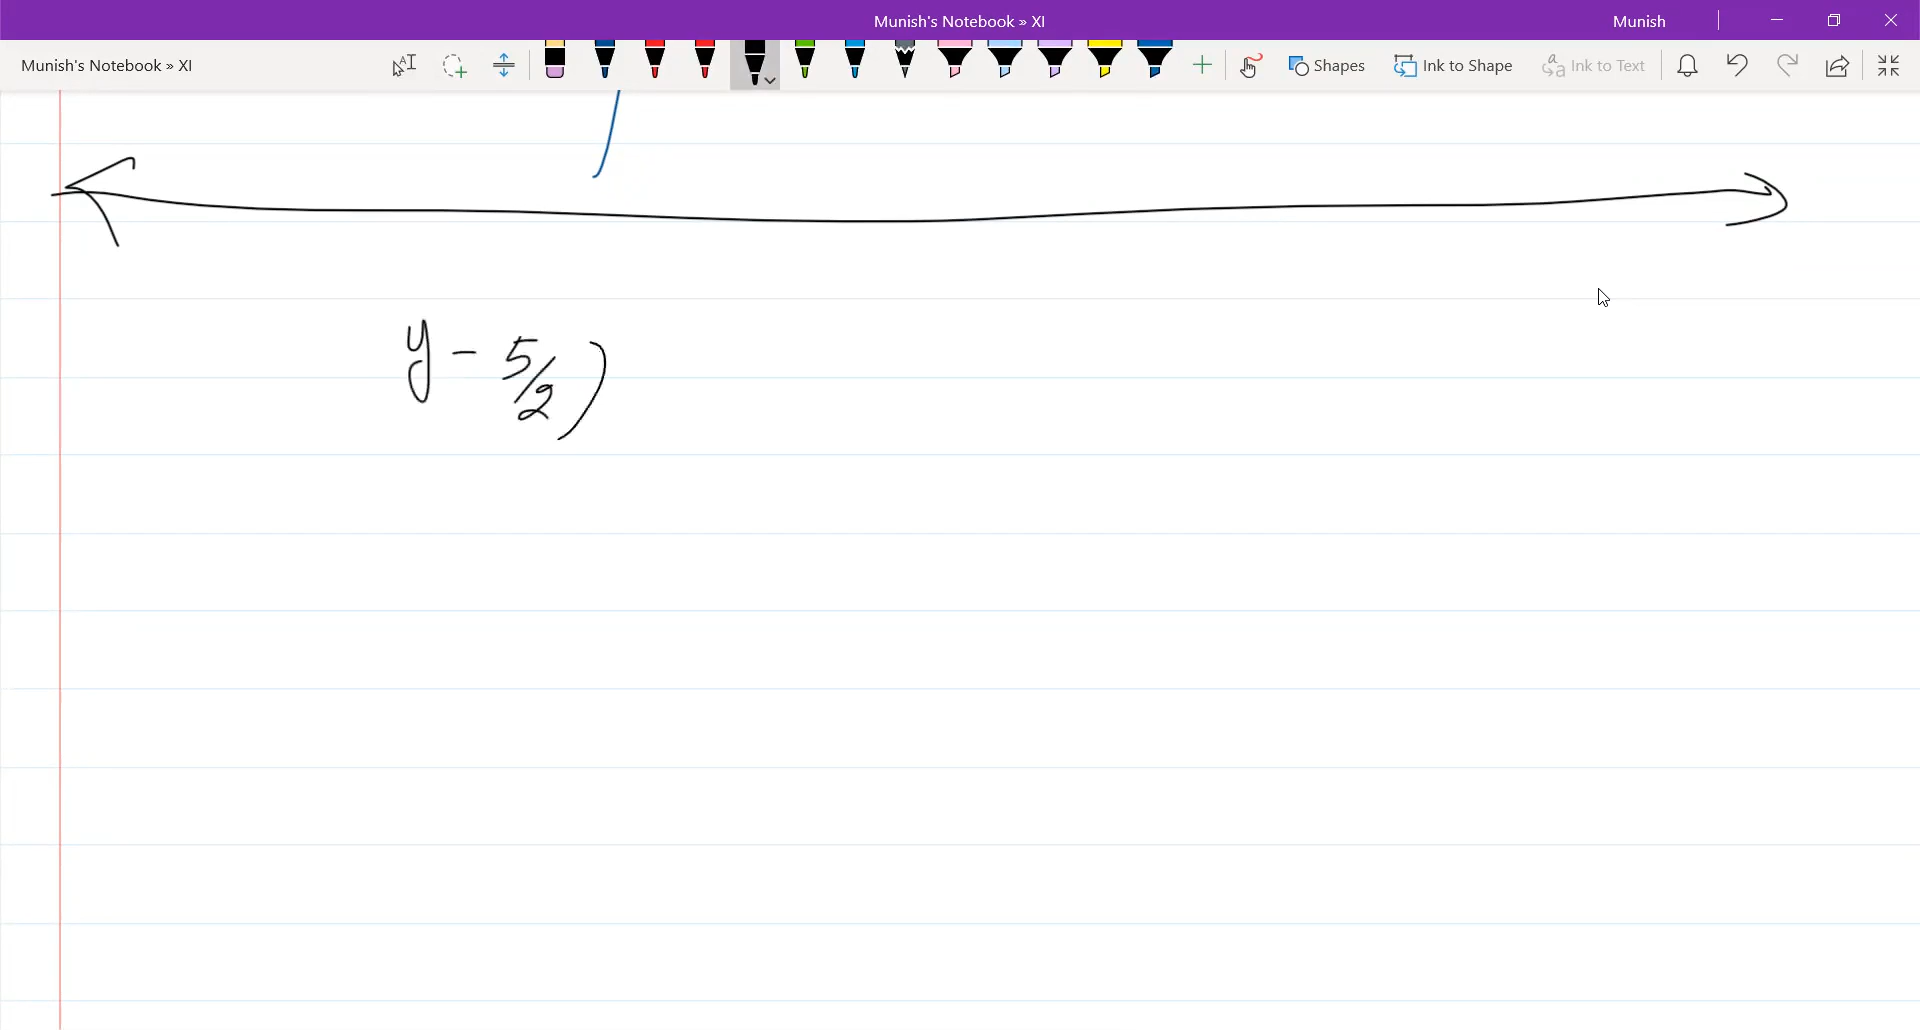 Munish's Notebook » XI
Munish
Munish's Notebook » XI
Shapes
Ink to Shape
Ink to Text
y - 5/2)